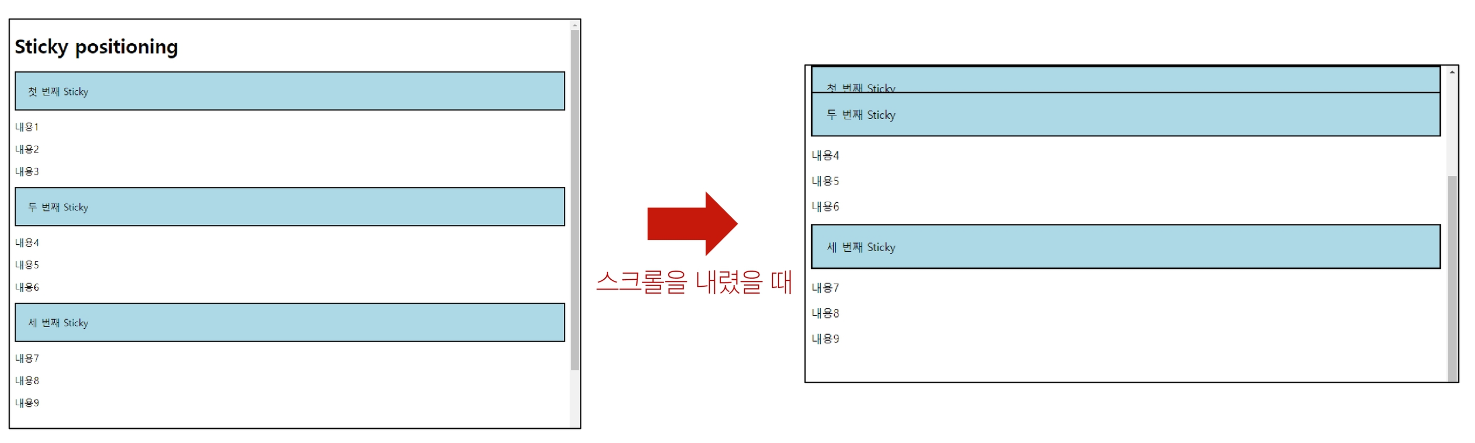 Sticky positioning
첫 번째 Sticky
내용1
내용2
내용3
두 번째 Sticky
내용4
내용5
내용6
세 번째 Sticky
내용7
내용8
내용9
스크롤을 내렸을 때
첫 번째 Sticky
두 번째 Sticky
내용4
내용5
내용6
세 번째 Sticky
내용7
내용8
내용9